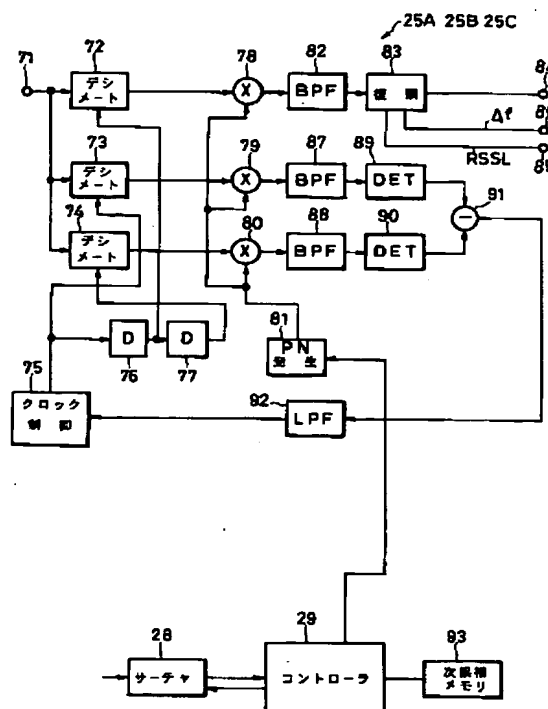 25A 25B 25C
71
72
デシ
メート
78
X
82
BPF
83
復調
Δf
RSSL
73
デシ
メート
79
X
87
BPF
89
DET
91
74
デシ
メート
80
X
88
BPF
90
DET
81
PN
発生
D
76
D
77
75
クロック
制御
92
LPF
28
サーチャ
29
コントローラ
93
次候補
メモリ